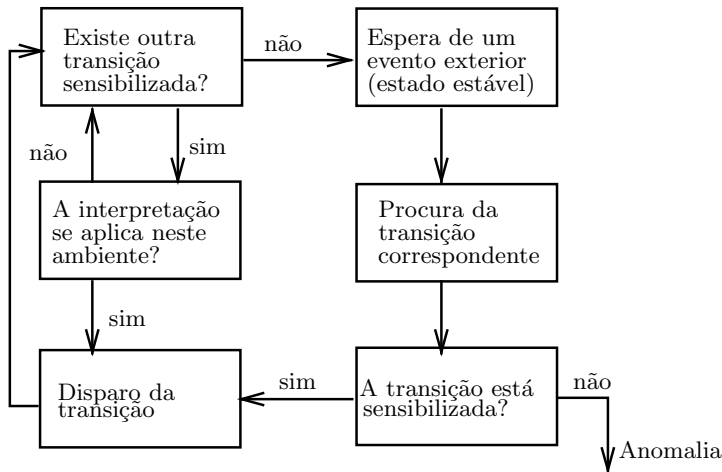 Existe outra
transição
sensibilizada?
não
Espera de um
evento exterior
(estado estável)
não
sim
A interpretação
se aplica neste
ambiente?
Procura da
transição
correspondente
sim
Disparo da
transição
sim
A transição está
sensibilizada?
não
Anomalia